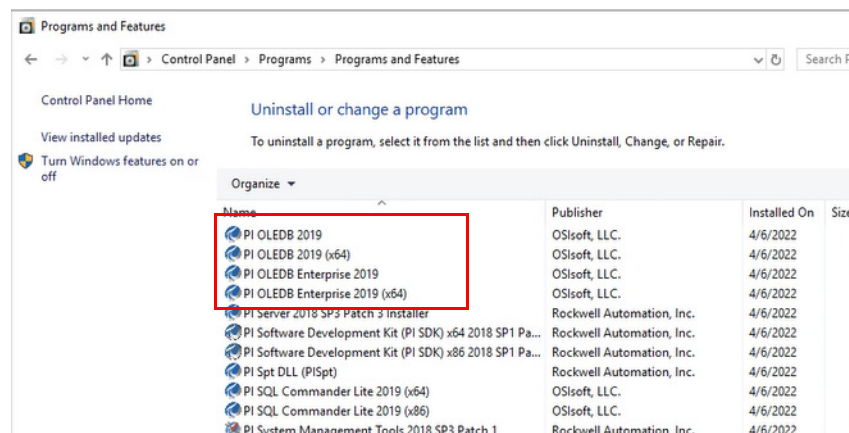 Programs and Features
Control Panel > Programs > Programs and Features
Search
Control Panel Home
Uninstall or change a program
View installed updates
To uninstall a program, select it from the list and then click Uninstall, Change, or Repair.
Turn Windows features on or
off
Organize
Name Publisher Installed On Size
PI OLEDB 2019 OSIsoft, LLC. 4/6/2022
PI OLEDB 2019 (x64) OSIsoft, LLC. 4/6/2022
PI OLEDB Enterprise 2019 OSIsoft, LLC. 4/6/2022
PI OLEDB Enterprise 2019 (x64) OSIsoft, LLC. 4/6/2022
PI Server 2018 SP3 Patch 3 Installer Rockwell Automation, Inc. 4/6/2022
PI Software Development Kit (PI SDK) x64 2018 SP1 Pa... Rockwell Automation, Inc. 4/6/2022
PI Software Development Kit (PI SDK) x86 2018 SP1 Pa... Rockwell Automation, Inc. 4/6/2022
PI Spt DLL (PISpt) Rockwell Automation, Inc. 4/6/2022
PI SQL Commander Lite 2019 (x64) OSIsoft, LLC. 4/6/2022
PI SQL Commander Lite 2019 (x86) OSIsoft, LLC. 4/6/2022
PI System Management Tools 2018 SP3 Patch 1 Rockwell Automation, Inc. 4/6/2022